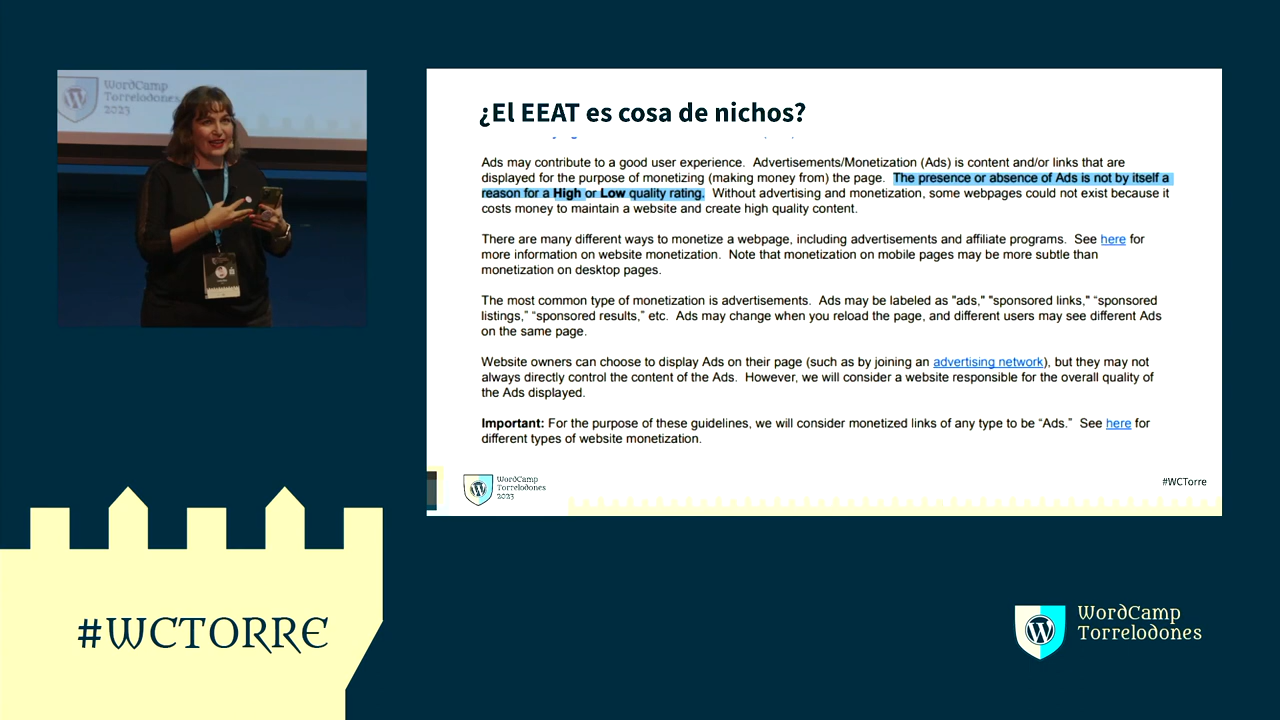 WordCamp
Torrelodones
2023
¿El EEAT es cosa de nichos?
Ads may contribute to a good user experience. Advertisements/Monetization (Ads) is content and/or links that are
displayed for the purpose of monetizing (making money from) the page. The presence or absence of Ads is not by itself a
reason for a High or Low quality rating. Without advertising and monetization, some webpages could not exist because it
costs money to maintain a website and create high quality content.
There are many different ways to monetize a webpage, including advertisements and affiliate programs. See here for
more information on website monetization. Note that monetization on mobile pages may be more subtle than
monetization on desktop pages.
The most common type of monetization is advertisements. Ads may be labeled as "ads," "sponsored links," “sponsored
listings,” “sponsored results,” etc. Ads may change when you reload the page, and different users may see different Ads
on the same page.
Website owners can choose to display Ads on their page (such as by joining an advertising network), but they may not
always directly control the content of the Ads. However, we will consider a website responsible for the overall quality of
the Ads displayed.
Important: For the purpose of these guidelines, we will consider monetized links of any type to be “Ads.” See here for
different types of website monetization.
WordCamp
Torrelodones
2023
#WCTorre
#WCTORRE
WordCamp
Torrelodones